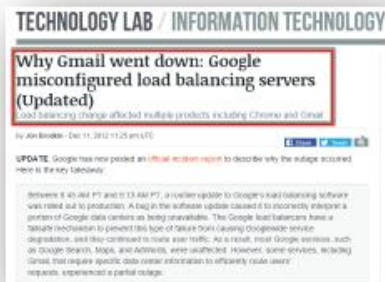 TECHNOLOGY LAB / INFORMATION TECHNOLOGY
Why Gmail went down: Google
misconfigured load balancing servers
(Updated)
Load balancing change affected multiple products including Chrome and Gmail.
by Jon Brodkin - Dec 11, 2012 11:25 am UTC
Share Tweet
UPDATE: Google has now posted an official incident report to describe why the outage occurred.
Here is the key takeaway:
Between 8:45 AM PT and 9:13 AM PT, a routine update to Google's load balancing software
was rolled out to production. A bug in the software update caused it to incorrectly interpret a
portion of Google data centers as being unavailable. The Google load balancers have a
failsafe mechanism to prevent this type of failure from causing Googlewide service
degradation, and they continued to route user traffic. As a result, most Google services, such
as Google Search, Maps, and AdWords, were unaffected. However, some services, including
Gmail, that require specific data center information to efficiently route users'
requests, experienced a partial outage.